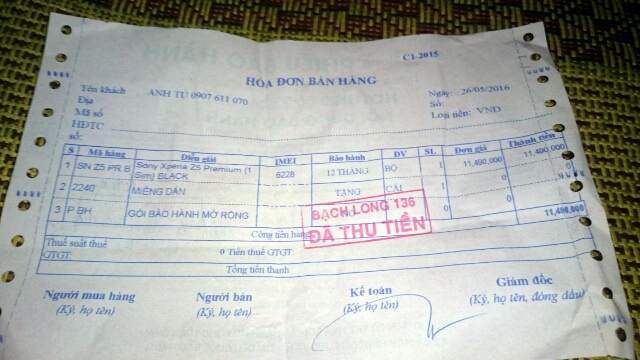 C1-2015
HÓA ĐƠN BÁN HÀNG
Tên khách ANH TU 0907 611 070 Ngày: 26/05/2016
Địa Số:
Mã số Loại tiền: VND
HĐTC
số:
S Mã hàng Diễn giải IMEI Bảo hành ĐV SL Đơn giá Thành tiền
1 SN Z5 PR B Sony Xperia Z5 Premium (1 Sim) BLACK 6228 12 THANG BỘ 1 11,490,000 11,490,000
2 2240 MIẾNG DÁN TẶNG CÁI 1 0 0
3 P BH GÓI BẢO HÀNH MỞ RỘNG 0 0
Cộng tiền hàng 11,490,000
BẠCH LONG 136
ĐÃ THU TIỀN
Thuế suất thuế
GTGT: 0 Tiền thuế GTGT:
Tổng tiền thanh
Người mua hàng Người bán Kế toán Giám đốc
(Ký, họ tên) (Ký, họ tên) (Ký, họ tên) (Ký, họ tên, đóng dấu)